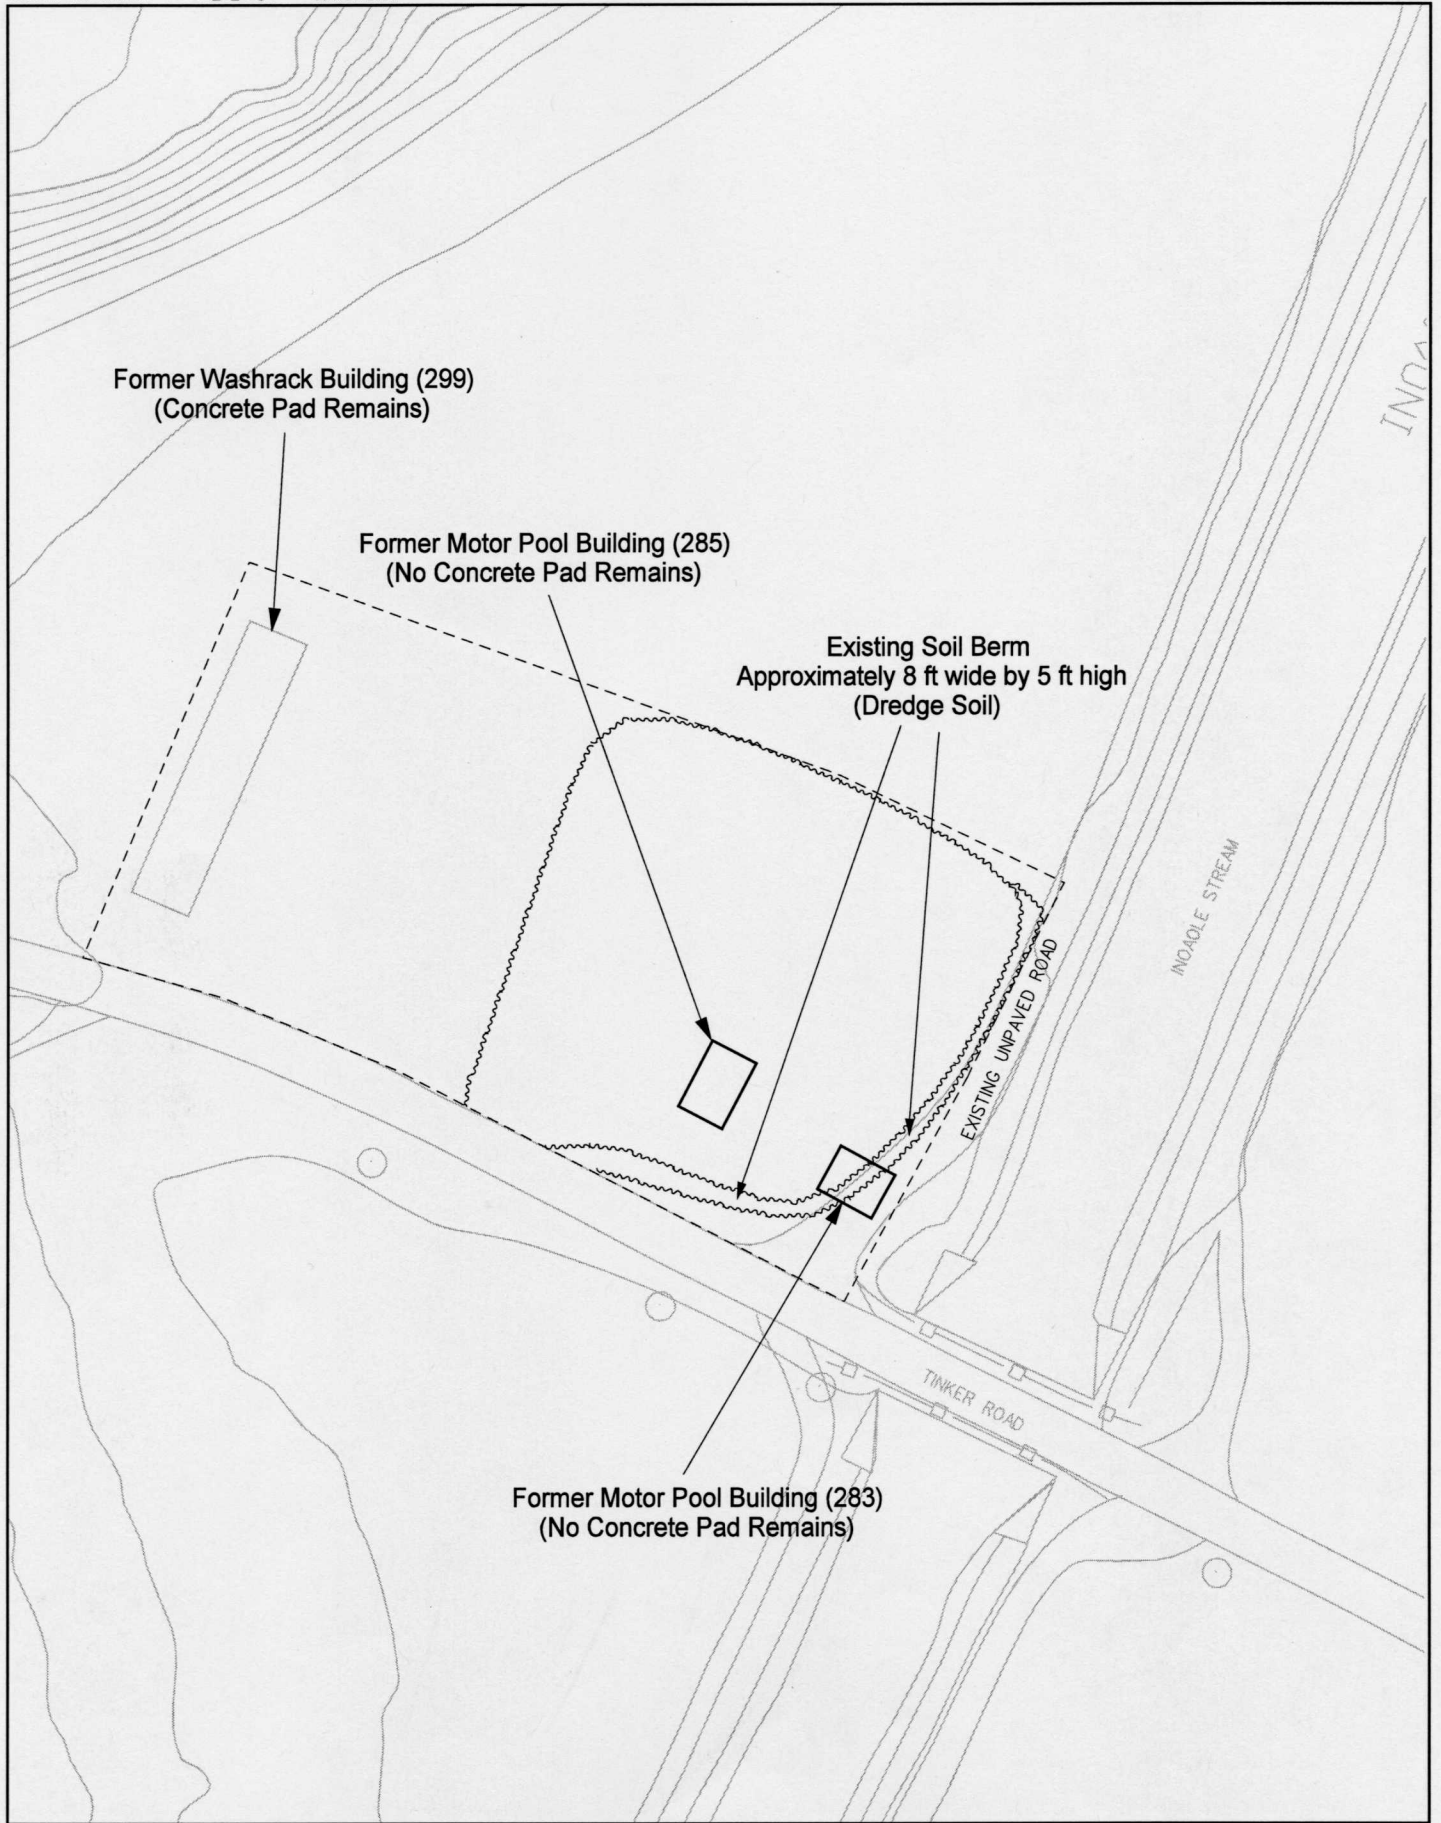 Former Washrack Building (299)
(Concrete Pad Remains)
Former Motor Pool Building (285)
(No Concrete Pad Remains)
Existing Soil Berm
Approximately 8 ft wide by 5 ft high
(Dredge Soil)
INOAOLE STREAM
EXISTING UNPAVED ROAD
TINKER ROAD
Former Motor Pool Building (283)
(No Concrete Pad Remains)